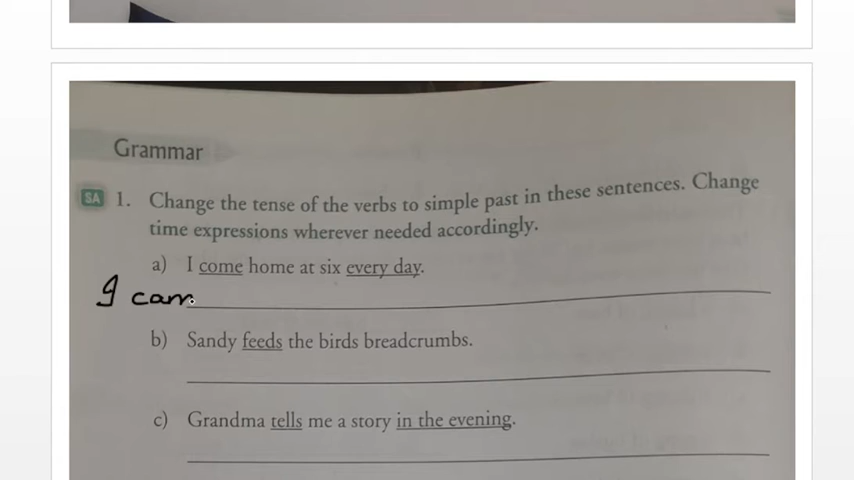 Grammar
SA 1. Change the tense of the verbs to simple past in these sentences. Change
time expressions wherever needed accordingly.
a) I come home at six every day.
I cam
b) Sandy feeds the birds breadcrumbs.
c) Grandma tells me a story in the evening.